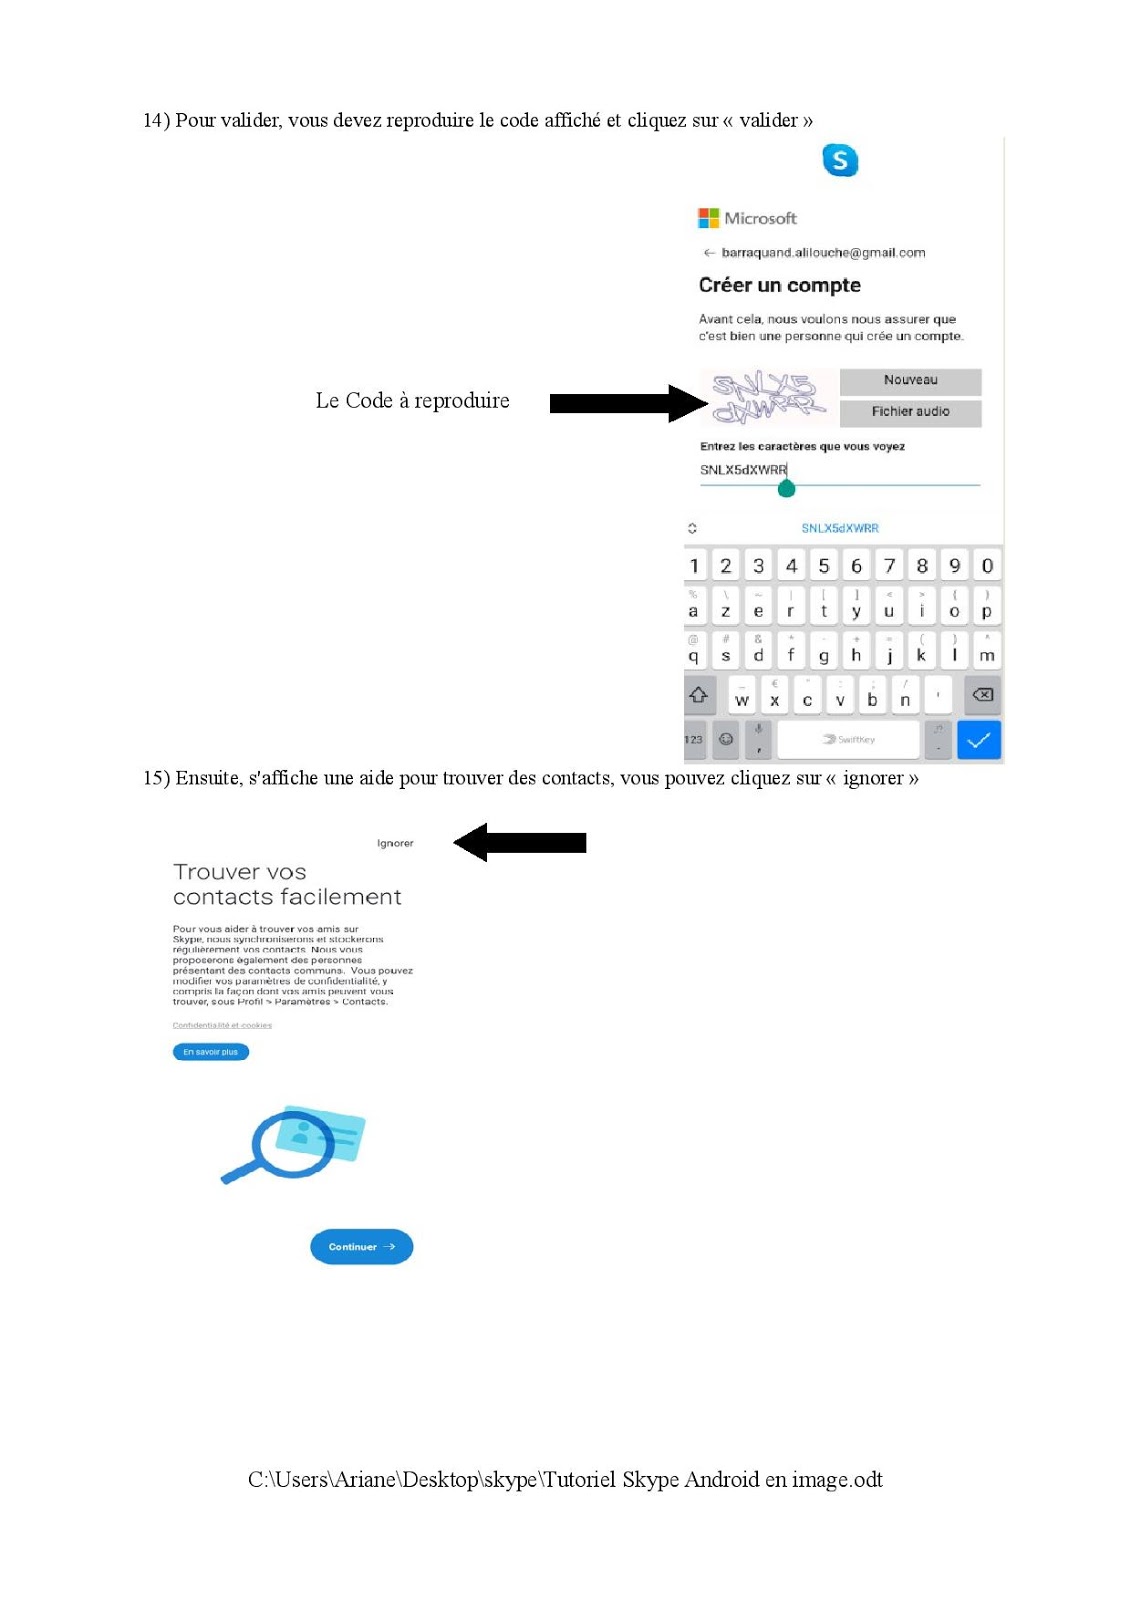 14) Pour valider, vous devez reproduire le code affiché et cliquez sur « valider »
S
Microsoft
← barraquand.alilouche@gmail.com
Créer un compte
Avant cela, nous voulons nous assurer que
c'est bien une personne qui crée un compte.
Le Code à reproduire
SNLX5
dXWRR
Nouveau
Fichier audio
Entrez les caractères que vous voyez
SNLX5dXWRR
SNLX5dXWRR
1 2 3 4 5 6 7 8 9 0
% \ ~ | [ ] < > { }
a z e r t y u i o p
@ # & * - + = ( ) ^
q s d f g h j k l m
_ € " : ; /
w x c v b n '
123 , SwiftKey .
15) Ensuite, s'affiche une aide pour trouver des contacts, vous pouvez cliquez sur « ignorer »
Ignorer
Trouver vos
contacts facilement
Pour vous aider à trouver vos amis sur
Skype, nous synchroniserons et stockerons
régulièrement vos contacts. Nous vous
proposerons également des personnes
présentant des contacts communs. Vous pouvez
modifier vos paramètres de confidentialité, y
compris la façon dont vos amis peuvent vous
trouver, sous Profil > Paramètres > Contacts.
Confidentialité et cookies
En savoir plus
Continuer →
C:\Users\Ariane\Desktop\skype\Tutoriel Skype Android en image.odt